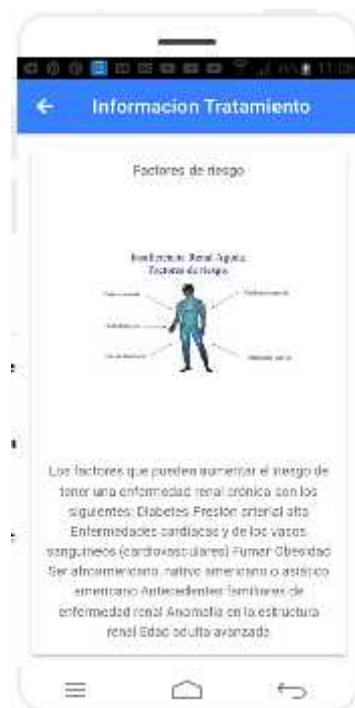 11:08
Informacion Tratamiento
Factores de riesgo
Insuficiencia Renal Aguda
Factores de riesgo
Los factores que pueden aumentar el riesgo de
tener una enfermedad renal crónica son los
siguientes: Diabetes Presión arterial alta
Enfermedades cardíacas y de los vasos
sanguíneos (cardiovasculares) Fumar Obesidad
Ser afroamericano, nativo americano o asiático
americano Antecedentes familiares de
enfermedad renal Anomalía en la estructura
renal Edad adulta avanzada